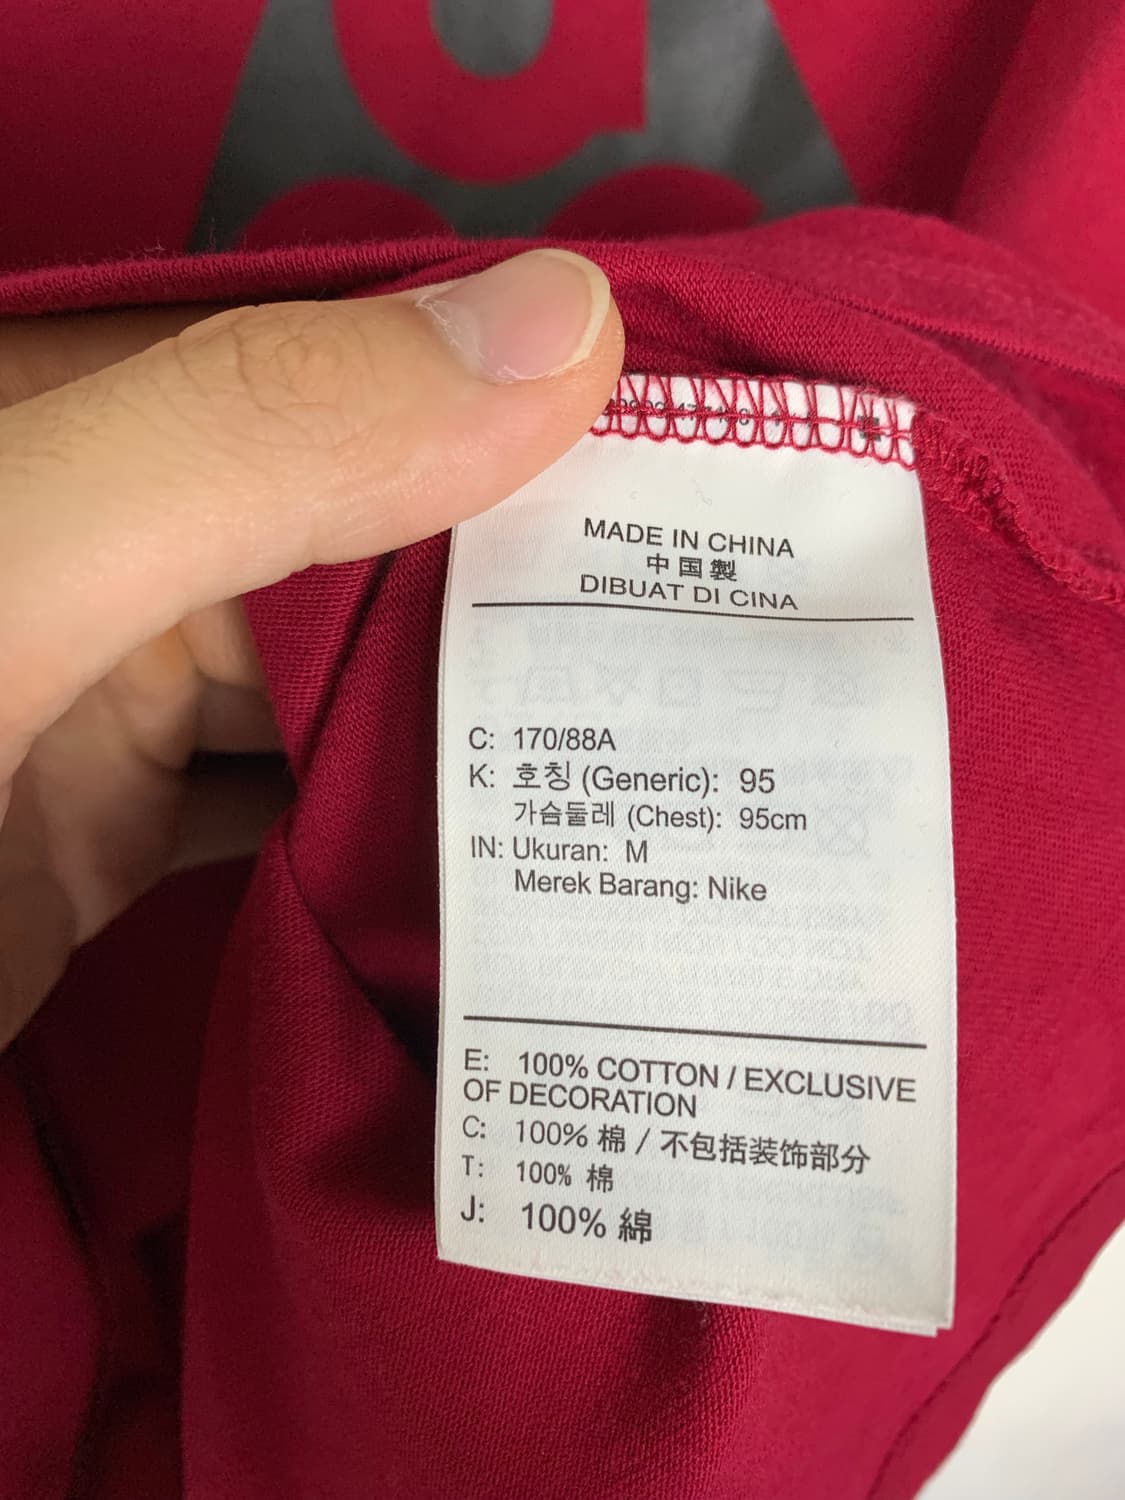 MADE IN CHINA
中国製
DIBUAT DI CINA
C: 170/88A
K: 호칭 (Generic): 95
가슴둘레 (Chest): 95cm
IN: Ukuran: M
Merek Barang: Nike
E: 100% COTTON / EXCLUSIVE
OF DECORATION
C: 100% 棉 / 不包括装饰部分
T: 100% 棉
J: 100% 綿